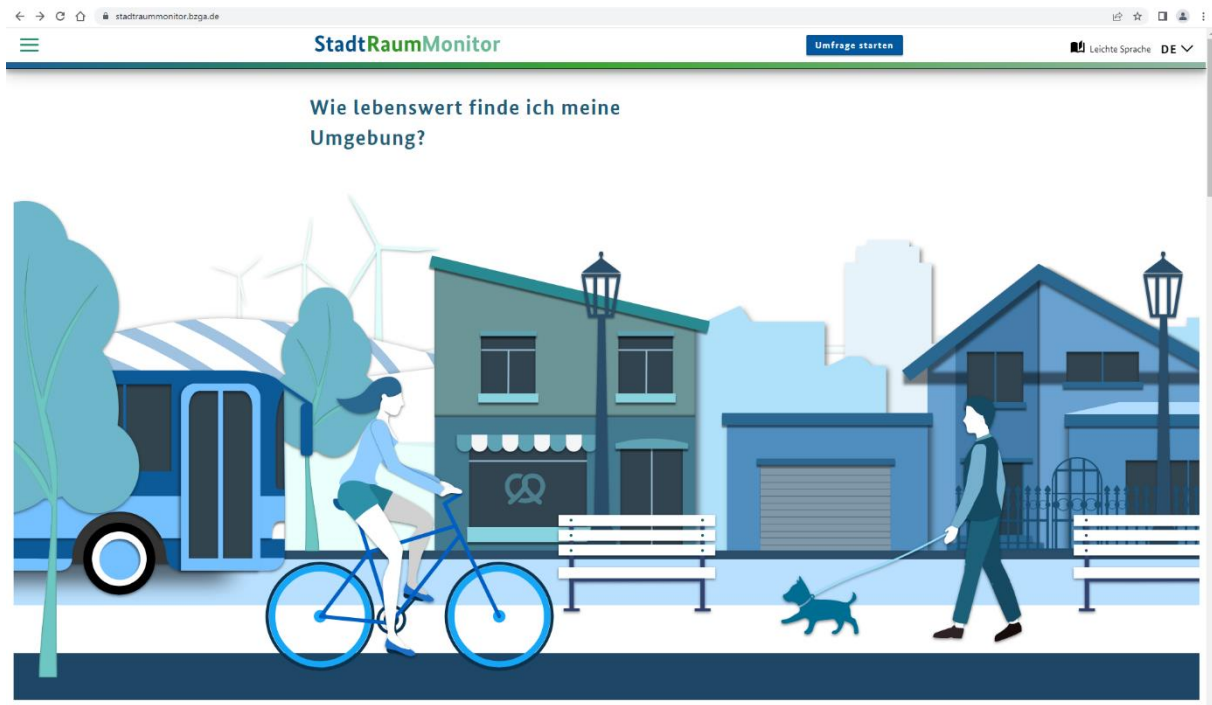 stadtraummonitor.bzga.de
StadtRaumMonitor
Umfrage starten
Leichte Sprache DE
Wie lebenswert finde ich meine
Umgebung?